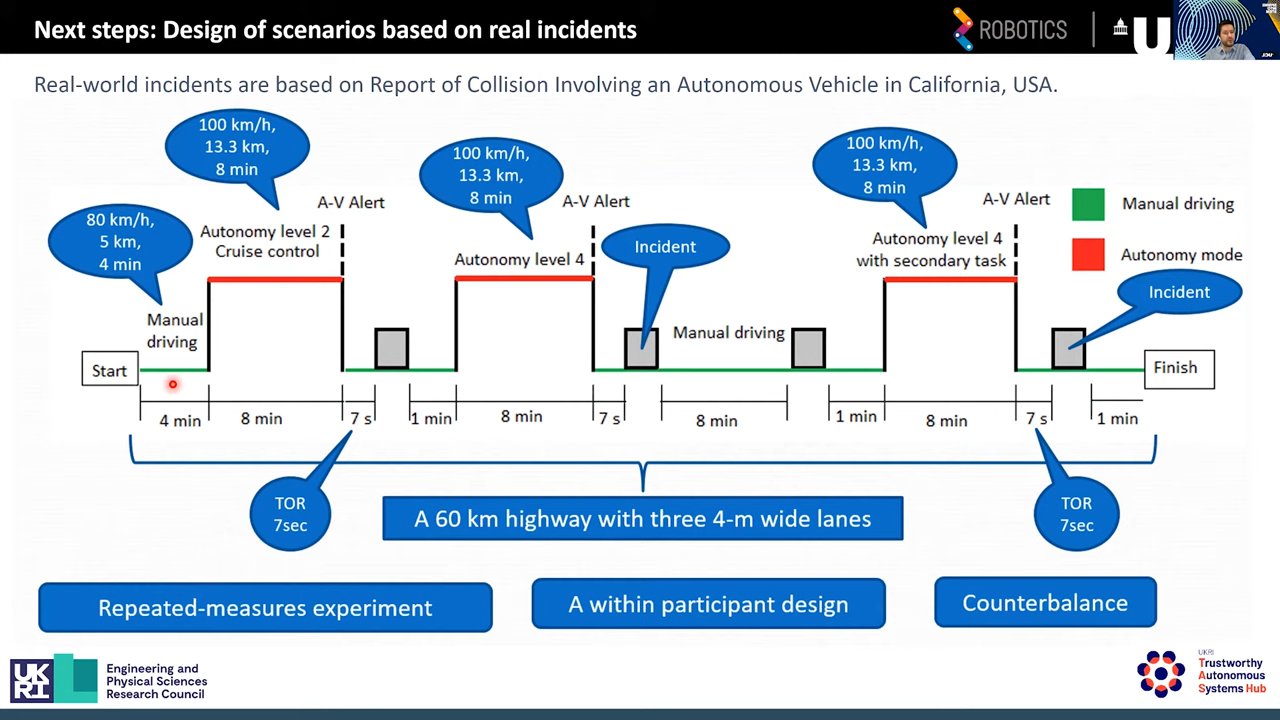 Next steps: Design of scenarios based on real incidents
ROBOTICS
U
Real-world incidents are based on Report of Collision Involving an Autonomous Vehicle in California, USA.
100 km/h,
13.3 km,
8 min
100 km/h,
13.3 km,
8 min
100 km/h,
13.3 km,
8 min
80 km/h,
5 km,
4 min
A-V Alert
A-V Alert
A-V Alert
Autonomy level 2
Cruise control
Autonomy level 4
Incident
Autonomy level 4
with secondary task
Manual driving
Autonomy mode
Incident
Manual
driving
Manual driving
Start
Finish
4 min
8 min
7 s
1 min
8 min
7 s
8 min
1 min
8 min
7 s
1 min
TOR
7sec
A 60 km highway with three 4-m wide lanes
TOR
7sec
Repeated-measures experiment
A within participant design
Counterbalance
UKRI
Engineering and
Physical Sciences
Research Council
UKRI
Trustworthy
Autonomous
Systems Hub